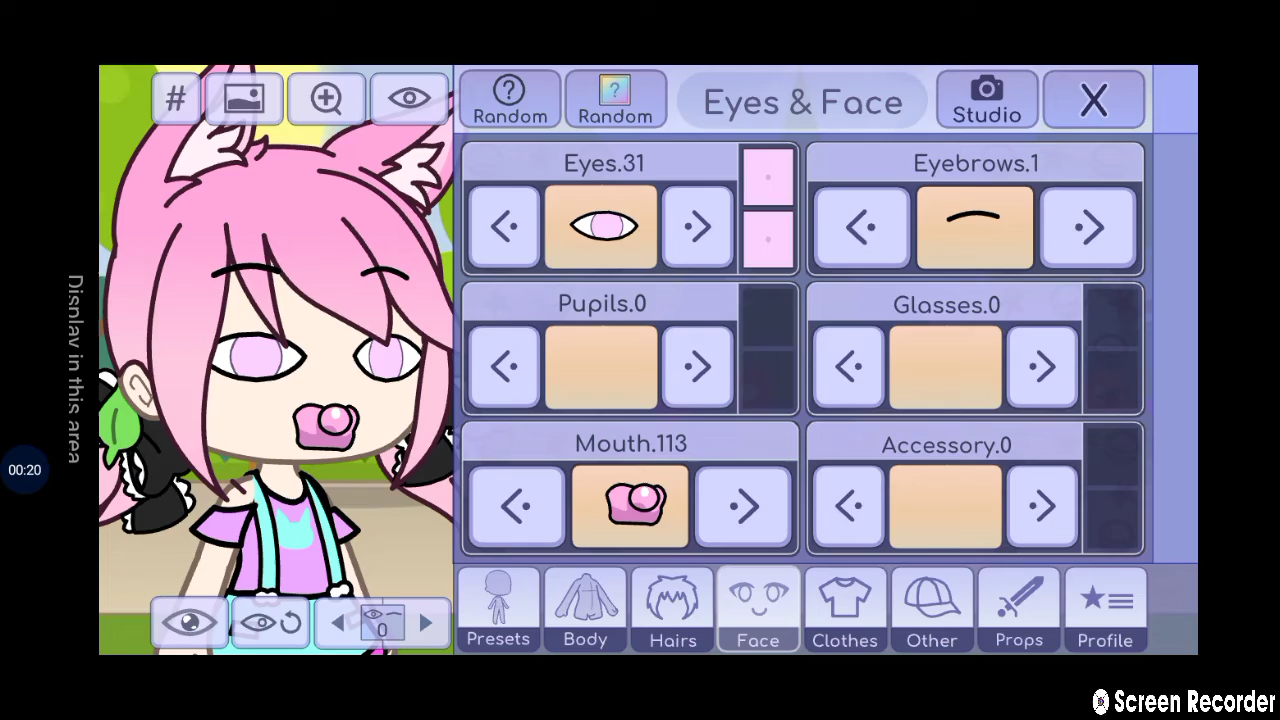 #
Random
Random
Eyes & Face
Studio
X
Eyes.31
Eyebrows.1
Pupils.0
Glasses.0
Mouth.113
Accessory.0
Display in this area
00:20
0
Presets
Body
Hairs
Face
Clothes
Other
Props
Profile
Screen Recorder